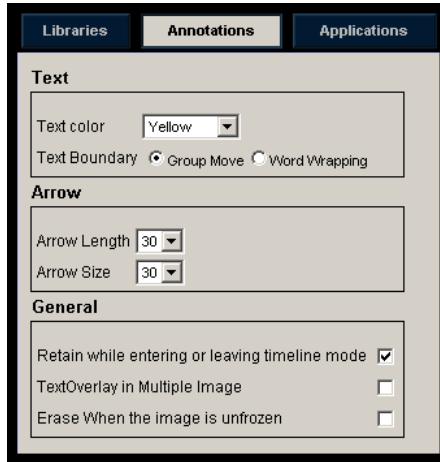 Libraries Annotations Applications
Text
Text color Yellow
Text Boundary Group Move Word Wrapping
Arrow
Arrow Length 30
Arrow Size 30
General
Retain while entering or leaving timeline mode
TextOverlay in Multiple Image
Erase When the image is unfrozen